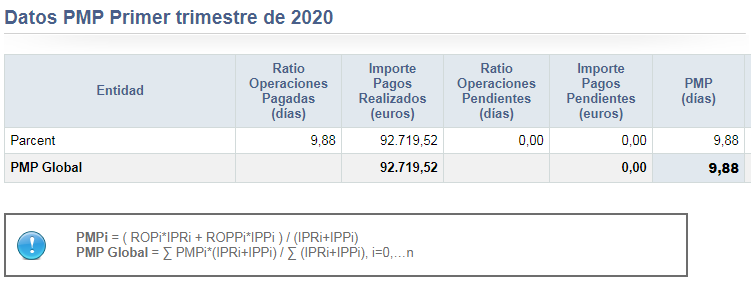 Datos PMP Primer trimestre de 2020
Entidad
Ratio
Operaciones
Pagadas
(días)
Importe
Pagos
Realizados
(euros)
Ratio
Operaciones
Pendientes
(días)
Importe
Pagos
Pendientes
(euros)
PMP
(días)
Parcent 9,88 92.719,52 0,00 0,00 9,88
PMP Global 92.719,52 0,00 9,88
PMPi = ( ROPi*IPRi + ROPPi*IPPi ) / (IPRi+IPPi)
PMP Global = ∑ PMPi*(IPRi+IPPi) / ∑ (IPRi+IPPi), i=0,…n